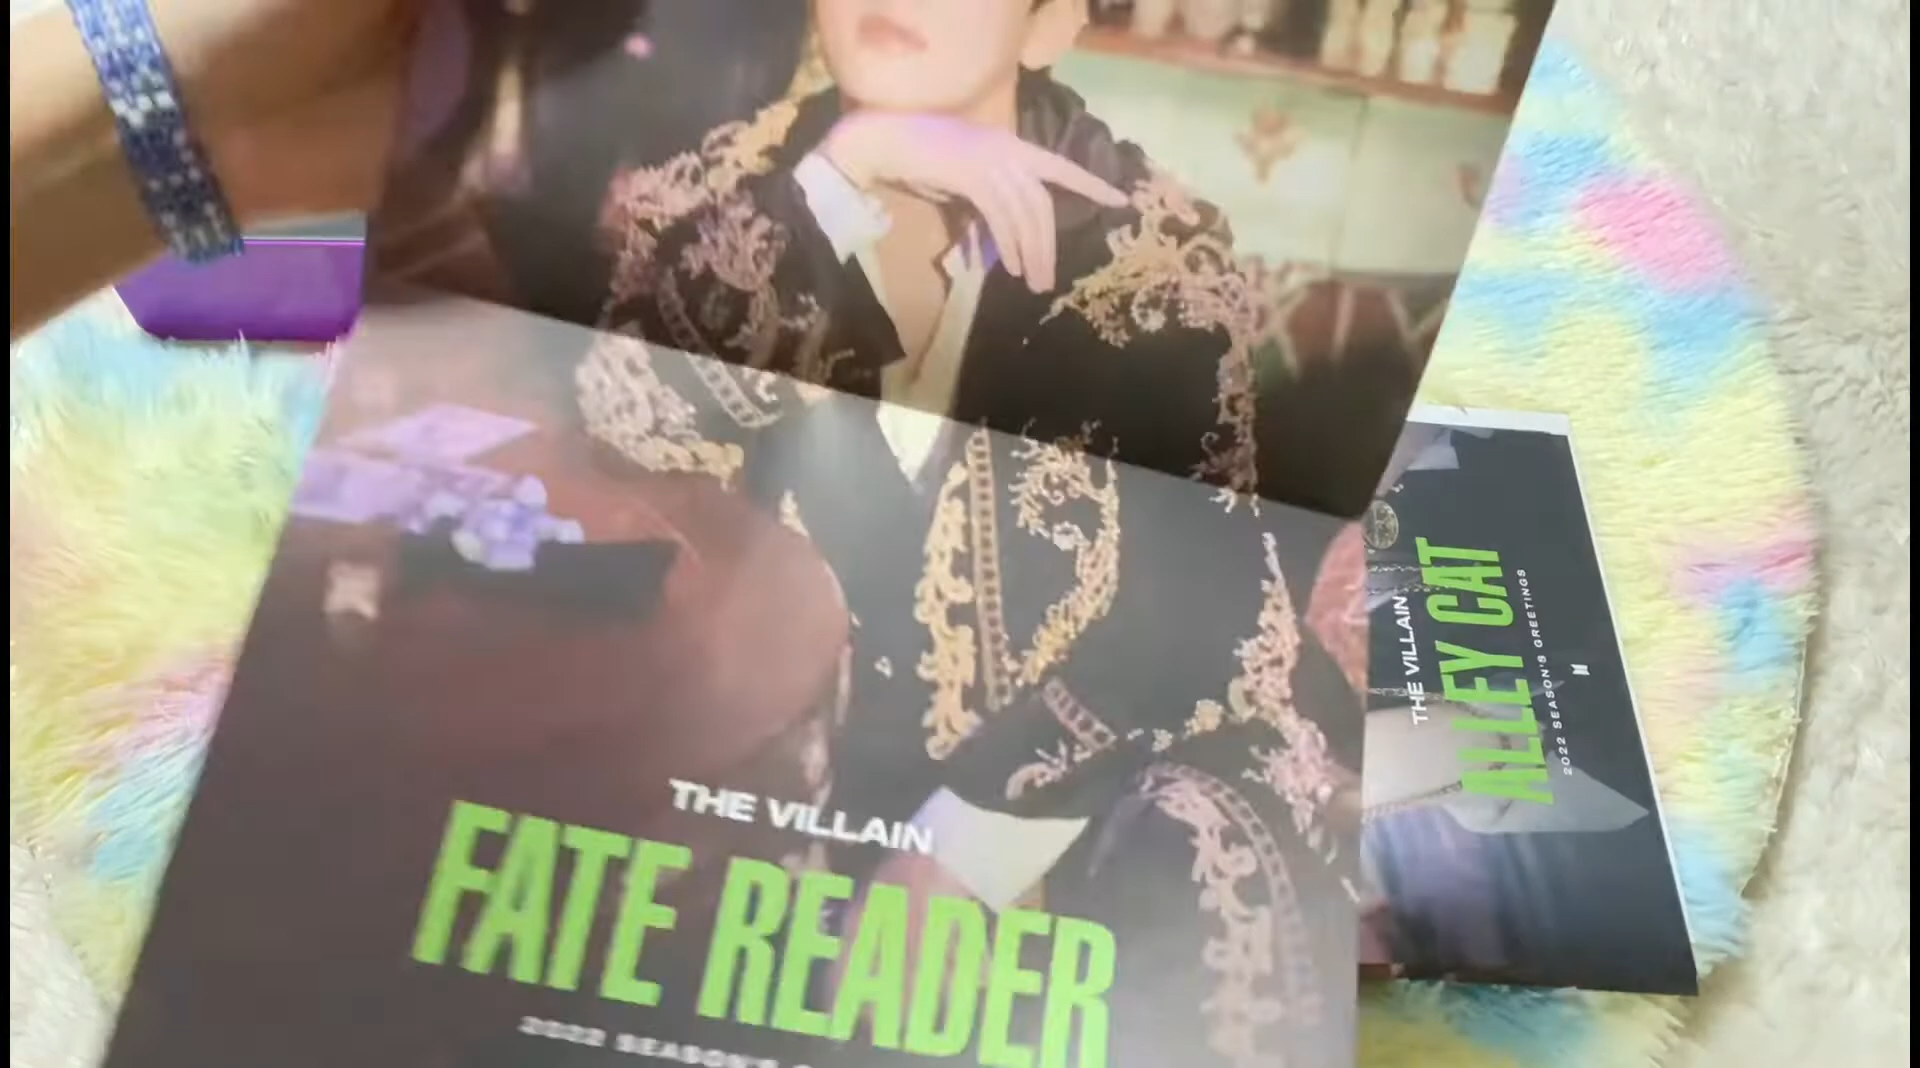 THE VILLAIN
FATE READER
2022 SEASON'S
THE VILLAIN
ALLEY CAT
2022 SEASON'S GREETINGS